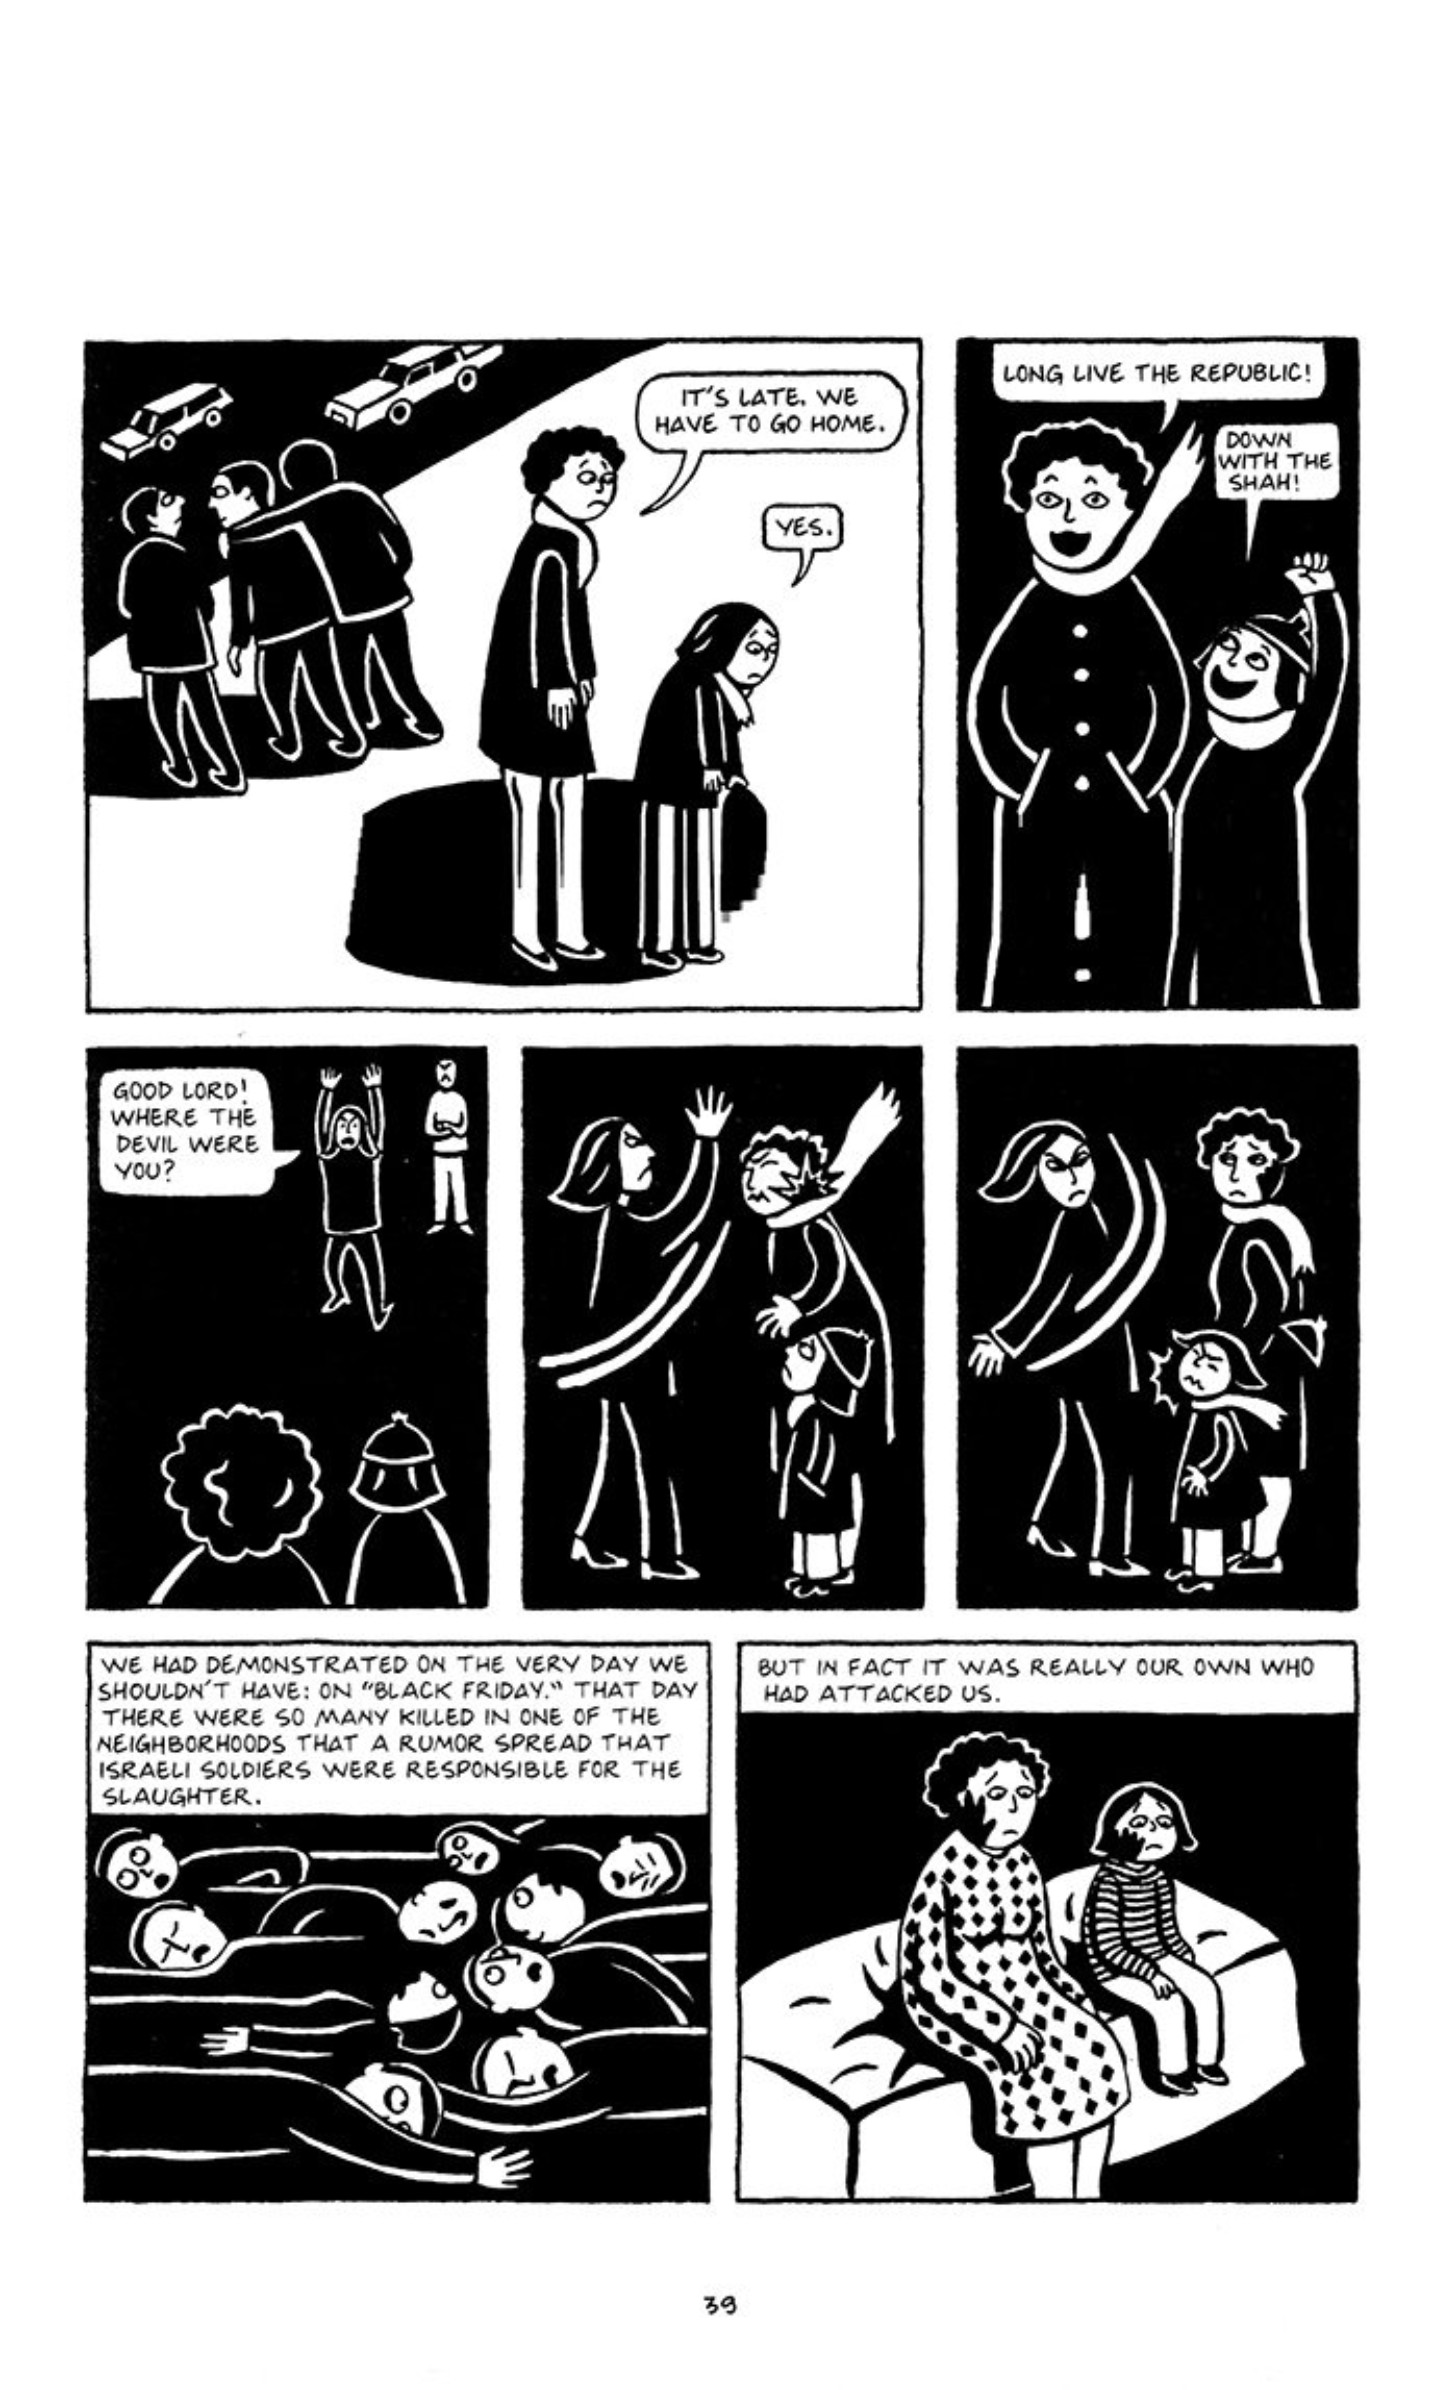 IT'S LATE. WE
HAVE TO GO HOME.
YES.
LONG LIVE THE REPUBLIC!
DOWN
WITH THE
SHAH!
GOOD LORD!
WHERE THE
DEVIL WERE
YOU?
WE HAD DEMONSTRATED ON THE VERY DAY WE
SHOULDN'T HAVE: ON "BLACK FRIDAY." THAT DAY
THERE WERE SO MANY KILLED IN ONE OF THE
NEIGHBORHOODS THAT A RUMOR SPREAD THAT
ISRAELI SOLDIERS WERE RESPONSIBLE FOR THE
SLAUGHTER.
BUT IN FACT IT WAS REALLY OUR OWN WHO
HAD ATTACKED US.
39